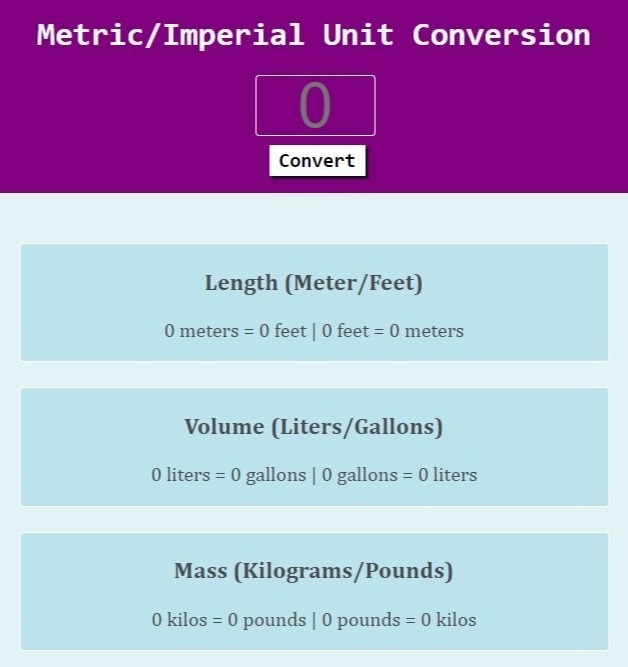 Metric/Imperial Unit Conversion
0
Convert
Length (Meter/Feet)
0 meters = 0 feet | 0 feet = 0 meters
Volume (Liters/Gallons)
0 liters = 0 gallons | 0 gallons = 0 liters
Mass (Kilograms/Pounds)
0 kilos = 0 pounds | 0 pounds = 0 kilos